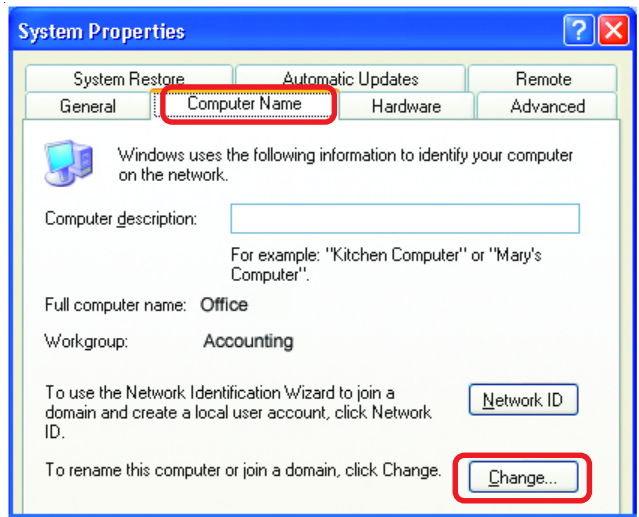 System Properties
System Restore Automatic Updates Remote
General Computer Name Hardware Advanced
Windows uses the following information to identify your computer
on the network.
Computer description:
For example: "Kitchen Computer" or "Mary's
Computer".
Full computer name: Office
Workgroup: Accounting
To use the Network Identification Wizard to join a
domain and create a local user account, click Network
ID.
Network ID
To rename this computer or join a domain, click Change.
Change...